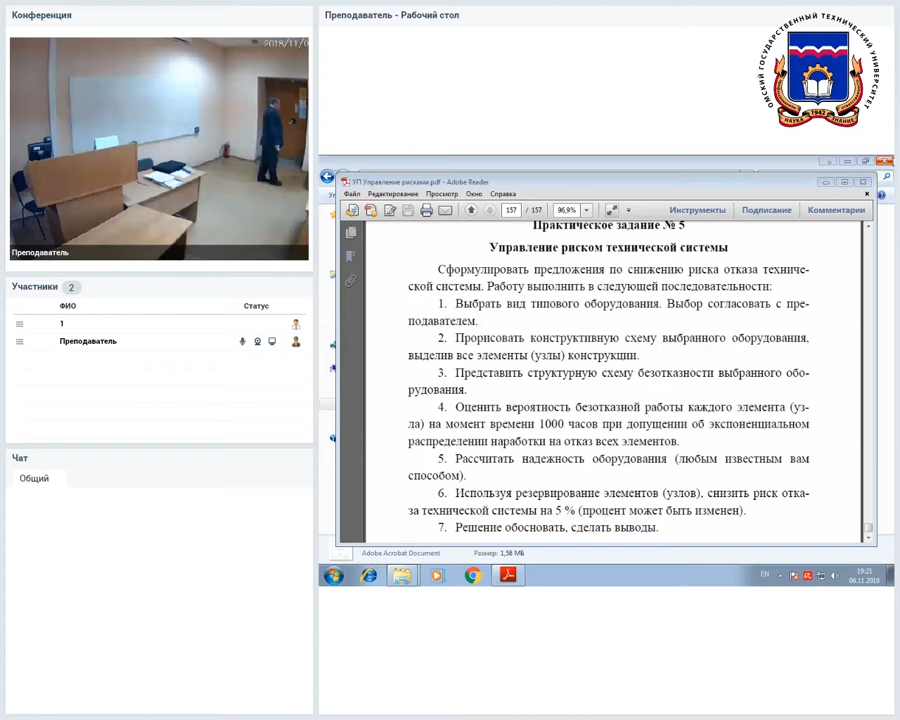 Конференция
2018/11/0
Преподаватель
Участники 2
ФИО Статус
1
Преподаватель
Чат
Общий
Преподаватель - Рабочий стол
ОМСКИЙ ГОСУДАРСТВЕННЫЙ ТЕХНИЧЕСКИЙ УНИВЕРСИТЕТ
НАУКА 1942 ЗНАНИЕ
УП Управление рисками.pdf - Adobe Reader
Файл Редактирование Просмотр Окно Справка
157 / 157 96,9% Инструменты Подписание Комментарии
Практическое задание № 5
Управление риском технической системы
Сформулировать предложения по снижению риска отказа техниче-
ской системы. Работу выполнить в следующей последовательности:
1. Выбрать вид типового оборудования. Выбор согласовать с пре-
подавателем.
2. Прорисовать конструктивную схему выбранного оборудования,
выделив все элементы (узлы) конструкции.
3. Представить структурную схему безотказности выбранного обо-
рудования.
4. Оценить вероятность безотказной работы каждого элемента (уз-
ла) на момент времени 1000 часов при допущении об экспоненциальном
распределении наработки на отказ всех элементов.
5. Рассчитать надежность оборудования (любым известным вам
способом).
6. Используя резервирование элементов (узлов), снизить риск отка-
за технической системы на 5 % (процент может быть изменен).
7. Решение обосновать, сделать выводы.
Adobe Acrobat Document Размер: 1,58 МБ
EN 19:21
06.11.2018